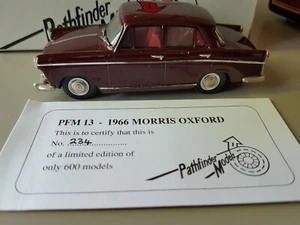 Pathfinder
Models
PFM 13 - 1966 MORRIS OXFORD
This is to certify that this is
No. 234
of a limited edition of
only 600 models
Pathfinder
Models